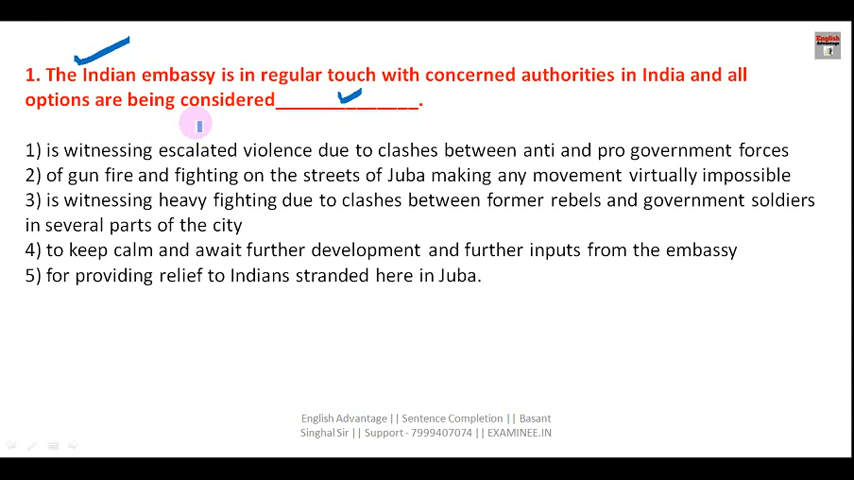 English
Advantage
1. The Indian embassy is in regular touch with concerned authorities in India and all
options are being considered______________.
1) is witnessing escalated violence due to clashes between anti and pro government forces
2) of gun fire and fighting on the streets of Juba making any movement virtually impossible
3) is witnessing heavy fighting due to clashes between former rebels and government soldiers
in several parts of the city
4) to keep calm and await further development and further inputs from the embassy
5) for providing relief to Indians stranded here in Juba.
English Advantage || Sentence Completion || Basant
Singhal Sir || Support - 7999407074 || EXAMINEE.IN